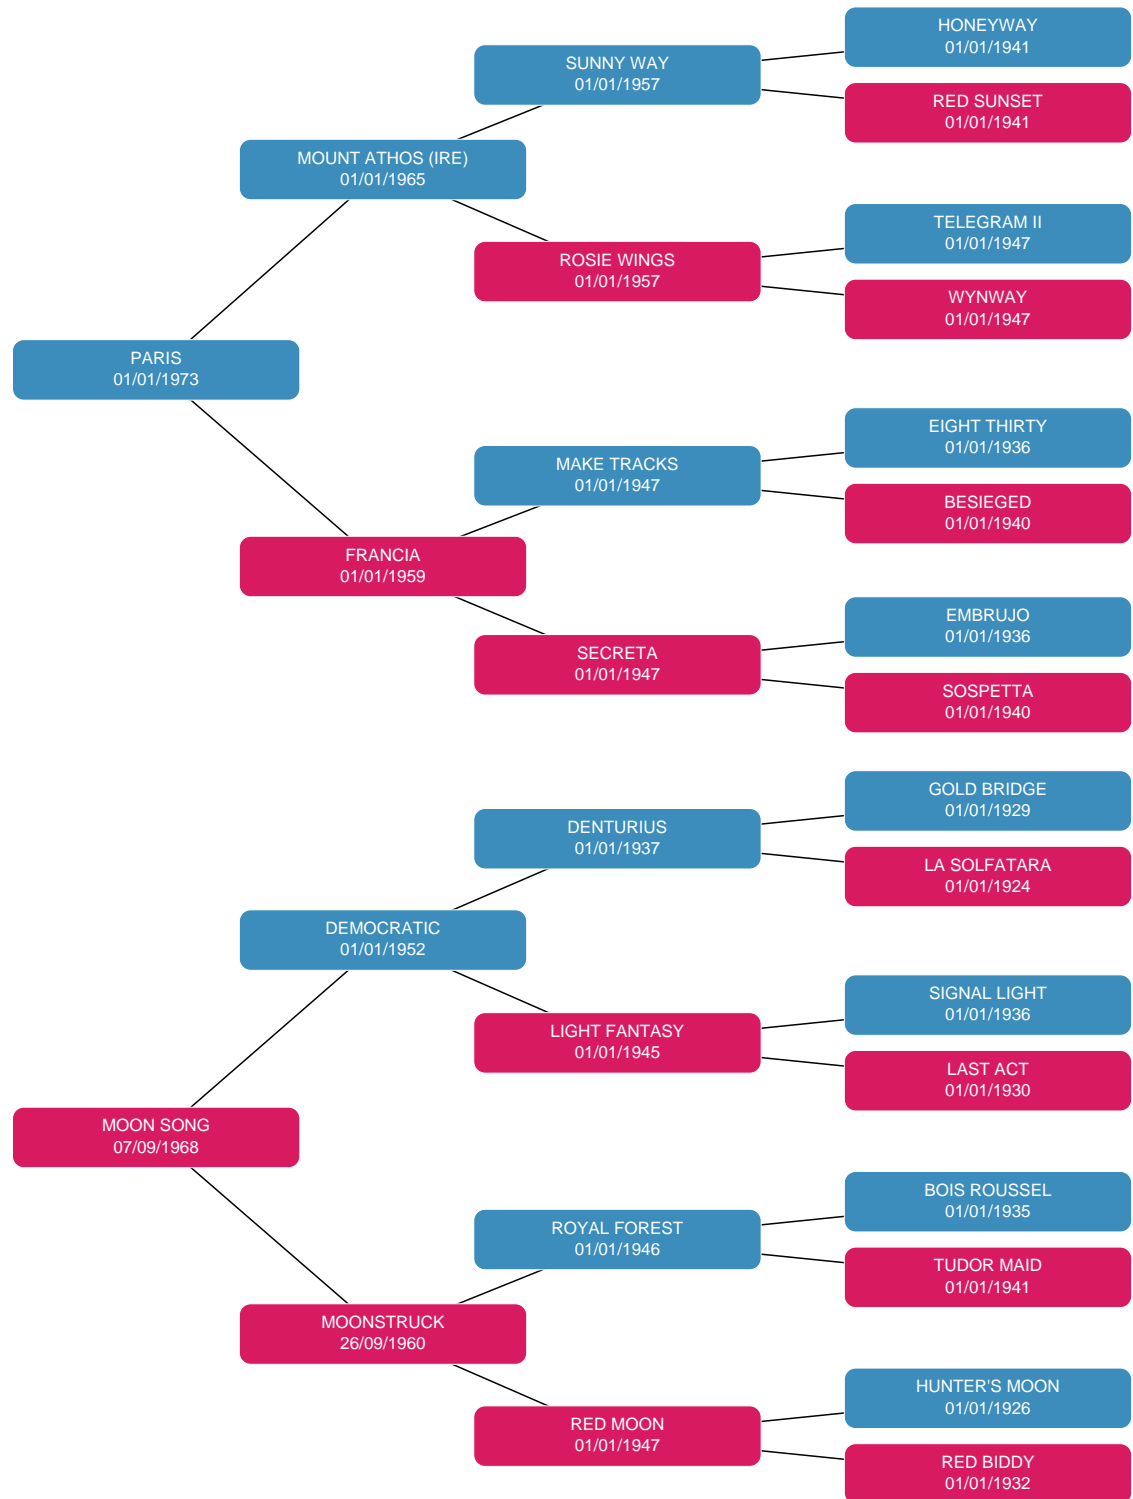 HONEYWAY
01/01/1941
SUNNY WAY
01/01/1957
RED SUNSET
01/01/1941
MOUNT ATHOS (IRE)
01/01/1965
TELEGRAM II
01/01/1947
ROSIE WINGS
01/01/1957
WYNWAY
01/01/1947
PARIS
01/01/1973
EIGHT THIRTY
01/01/1936
MAKE TRACKS
01/01/1947
BESIEGED
01/01/1940
FRANCIA
01/01/1959
EMBRUJO
01/01/1936
SECRETA
01/01/1947
SOSPETTA
01/01/1940
GOLD BRIDGE
01/01/1929
DENTURIUS
01/01/1937
LA SOLFATARA
01/01/1924
DEMOCRATIC
01/01/1952
SIGNAL LIGHT
01/01/1936
LIGHT FANTASY
01/01/1945
LAST ACT
01/01/1930
MOON SONG
07/09/1968
BOIS ROUSSEL
01/01/1935
ROYAL FOREST
01/01/1946
TUDOR MAID
01/01/1941
MOONSTRUCK
26/09/1960
HUNTER'S MOON
01/01/1926
RED MOON
01/01/1947
RED BIDDY
01/01/1932